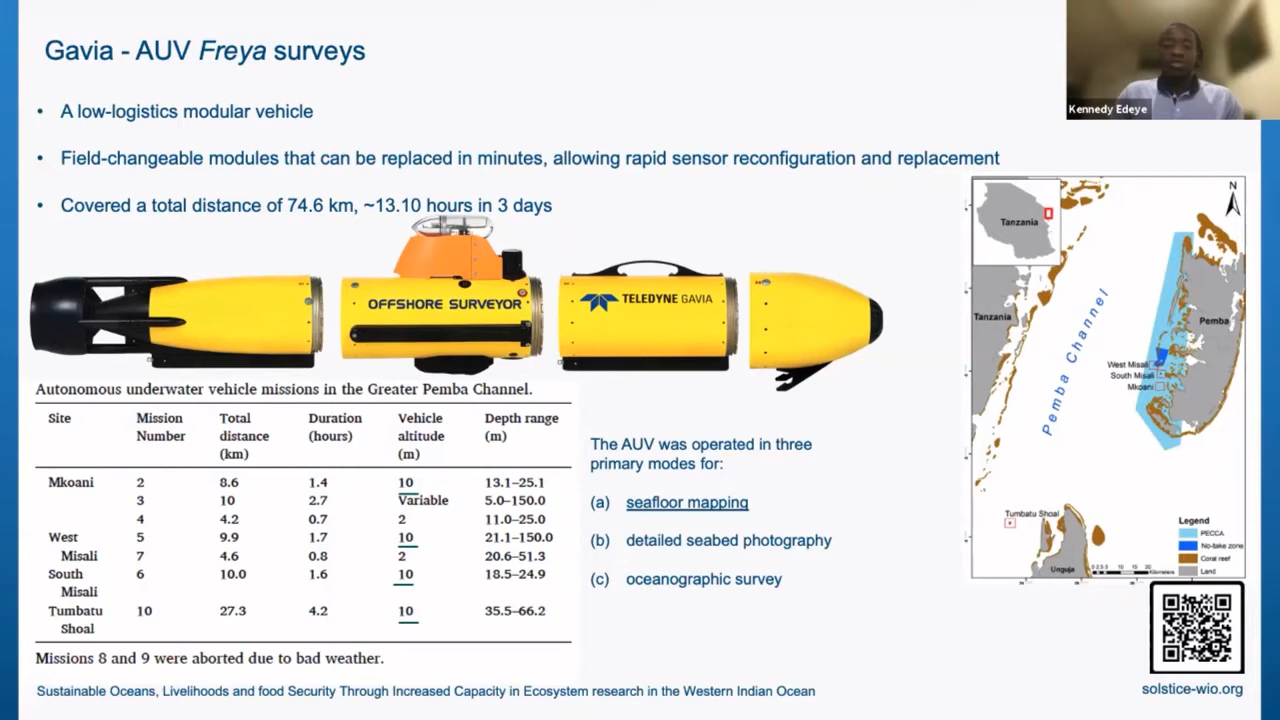 Gavia - AUV Freya surveys
Kennedy Edeye
• A low-logistics modular vehicle
• Field-changeable modules that can be replaced in minutes, allowing rapid sensor reconfiguration and replacement
• Covered a total distance of 74.6 km, ~13.10 hours in 3 days
OFFSHORE SURVEYOR
TELEDYNE GAVIA
Autonomous underwater vehicle missions in the Greater Pemba Channel.
Site Mission Number Total distance (km) Duration (hours) Vehicle altitude (m) Depth range (m)
Mkoani 2 8.6 1.4 10 13.1–25.1
3 10 2.7 Variable 5.0–150.0
4 4.2 0.7 2 11.0–25.0
West 5 9.9 1.7 10 21.1–150.0
Misali 7 4.6 0.8 2 20.6–51.3
South 6 10.0 1.6 10 18.5–24.9
Misali
Tumbatu 10 27.3 4.2 10 35.5–66.2
Shoal
Missions 8 and 9 were aborted due to bad weather.
The AUV was operated in three
primary modes for:
(a) seafloor mapping
(b) detailed seabed photography
(c) oceanographic survey
N
Tanzania
Tanzania
Pemba Channel
Pemba
West Misali
South Misali
Mkoani
Tumbatu Shoal
Unguja
Legend
PECCA
No-take zone
Coral reef
Land
Kilometers
solstice-wio.org
Sustainable Oceans, Livelihoods and food Security Through Increased Capacity in Ecosystem research in the Western Indian Ocean